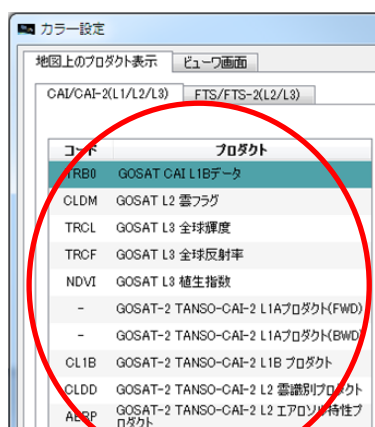 カラー設定
地図上のプロダクト表示 ビューワ画面
CAI/CAI-2(L1/L2/L3) FTS/FTS-2(L2/L3)
コード プロダクト
TRB0 GOSAT CAI L1Bデータ
CLDM GOSAT L2 雲フラグ
TRCL GOSAT L3 全球輝度
TRCF GOSAT L3 全球反射率
NDVI GOSAT L3 植生指数
- GOSAT-2 TANSO-CAI-2 L1Aプロダクト(FWD)
- GOSAT-2 TANSO-CAI-2 L1Aプロダクト(BWD)
CL1B GOSAT-2 TANSO-CAI-2 L1B プロダクト
CLDD GOSAT-2 TANSO-CAI-2 L2 雲識別プロダクト
AERP GOSAT-2 TANSO-CAI-2 L2 エアロゾル特性プ
ロダクト